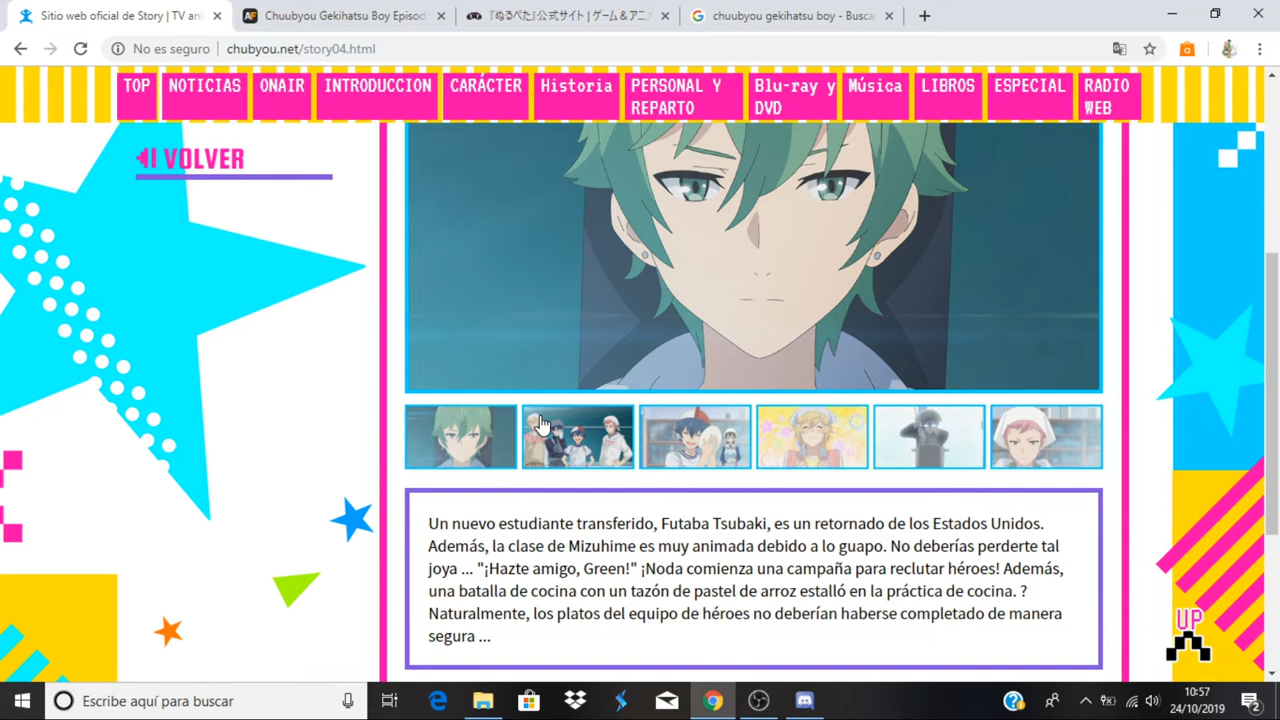 Sitio web oficial de Story | TV ani
Chuubyou Gekihatsu Boy Episod
『ぬるぺた』公式サイト | ゲーム＆アニメ
chuubyou gekihatsu boy - Busca
No es seguro
chubyou.net/story04.html
TOP
NOTICIAS
ONAIR
INTRODUCCION
CARÁCTER
Historia
PERSONAL Y
REPARTO
Blu-ray y
DVD
Música
LIBROS
ESPECIAL
RADIO
WEB
VOLVER
Un nuevo estudiante transferido, Futaba Tsubaki, es un retornado de los Estados Unidos.
Además, la clase de Mizuhime es muy animada debido a lo guapo. No deberías perderte tal
joya ... "¡Hazte amigo, Green!" ¡Noda comienza una campaña para reclutar héroes! Además,
una batalla de cocina con un tazón de pastel de arroz estalló en la práctica de cocina. ?
Naturalmente, los platos del equipo de héroes no deberían haberse completado de manera
segura ...
UP
Escribe aquí para buscar
10:57
24/10/2019
2